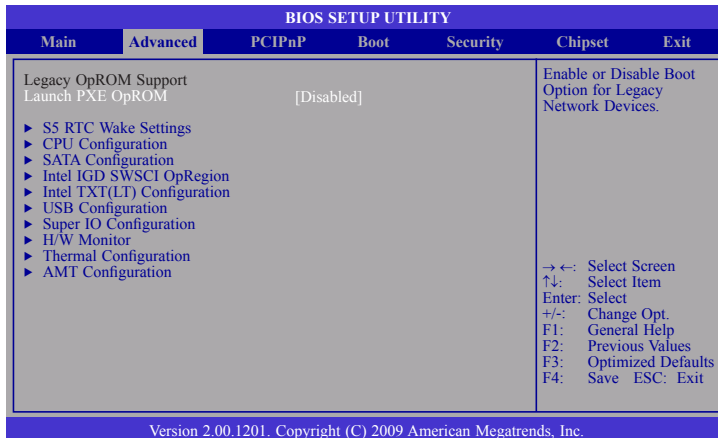 BIOS SETUP UTILITY
Main Advanced PCIPnP Boot Security Chipset Exit
Legacy OpROM Support
Launch PXE OpROM [Disabled]
► S5 RTC Wake Settings
► CPU Configuration
► SATA Configuration
► Intel IGD SWSCI OpRegion
► Intel TXT(LT) Configuration
► USB Configuration
► Super IO Configuration
► H/W Monitor
► Thermal Configuration
► AMT Configuration
Enable or Disable Boot
Option for Legacy
Network Devices.
→←: Select Screen
↑↓: Select Item
Enter: Select
+/-: Change Opt.
F1: General Help
F2: Previous Values
F3: Optimized Defaults
F4: Save ESC: Exit
Version 2.00.1201. Copyright (C) 2009 American Megatrends, Inc.